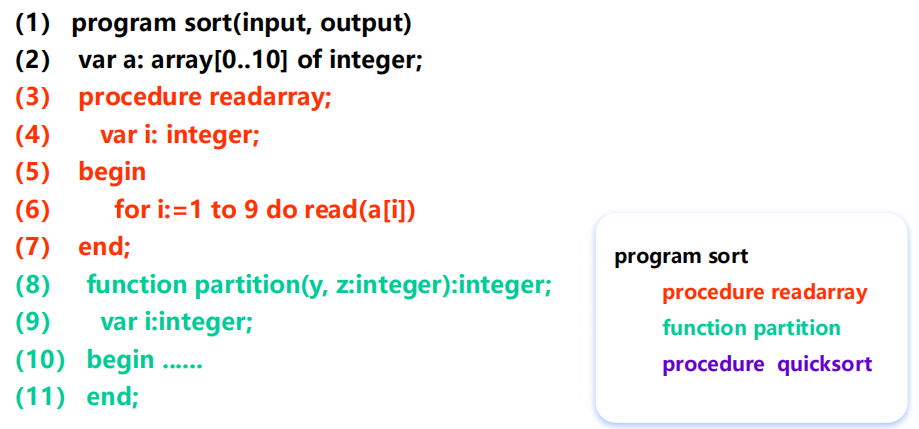 (1) program sort(input, output)
(2) var a: array[0..10] of integer;
(3) procedure readarray;
(4) var i: integer;
(5) begin
(6) for i:=1 to 9 do read(a[i])
(7) end;
(8) function partition(y, z:integer):integer;
(9) var i:integer;
(10) begin ......
(11) end;
program sort
procedure readarray
function partition
procedure quicksort